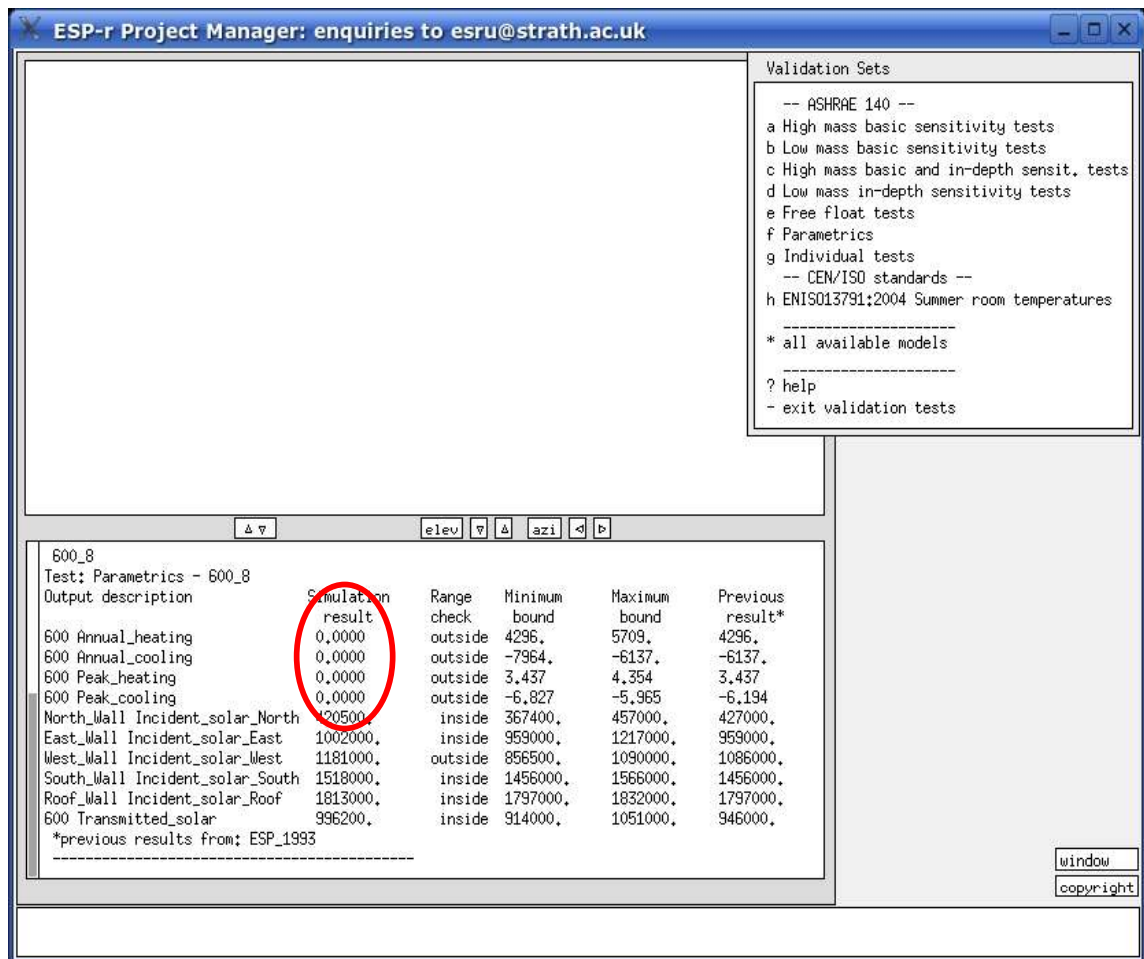 ESP-r Project Manager: enquiries to esru@strath.ac.uk
Validation Sets
-- ASHRAE 140 --
a High mass basic sensitivity tests
b Low mass basic sensitivity tests
c High mass basic and in-depth sensit. tests
d Low mass in-depth sensitivity tests
e Free float tests
f Parametrics
g Individual tests
-- CEN/ISO standards --
h ENISO13791:2004 Summer room temperatures
* all available models
? help
- exit validation tests
elev azi
600_8
Test: Parametrics - 600_8
Output description Simulation Range Minimum Maximum Previous
result check bound bound result*
600 Annual_heating 0.0000 outside 4296. 5709. 4296.
600 Annual_cooling 0.0000 outside -7964. -6137. -6137.
600 Peak_heating 0.0000 outside 3.437 4.354 3.437
600 Peak_cooling 0.0000 outside -6.827 -5.965 -6.194
North_Wall Incident_solar_North 420500. inside 367400. 457000. 427000.
East_Wall Incident_solar_East 1002000. inside 959000. 1217000. 959000.
West_Wall Incident_solar_West 1181000. outside 856500. 1090000. 1086000.
South_Wall Incident_solar_South 1518000. inside 1456000. 1566000. 1456000.
Roof_Wall Incident_solar_Roof 1813000. inside 1797000. 1832000. 1797000.
600 Transmitted_solar 996200. inside 914000. 1051000. 946000.
*previous results from: ESP_1993
window
copyright